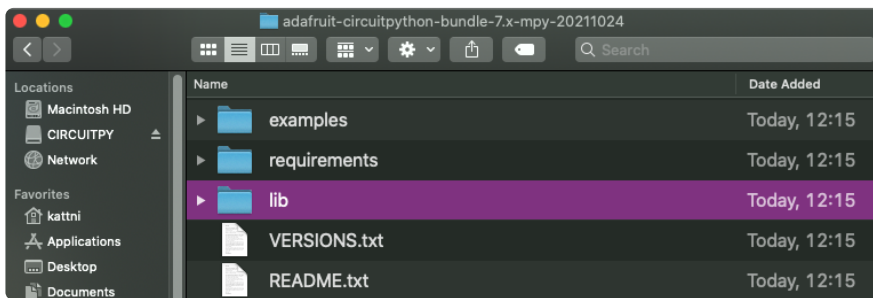 adafruit-circuitpython-bundle-7.x-mpy-20211024
Search
Locations
Macintosh HD
CIRCUITPY
Network
Favorites
kattni
Applications
Desktop
Documents
Name Date Added
examples Today, 12:15
requirements Today, 12:15
lib Today, 12:15
VERSIONS.txt Today, 12:15
README.txt Today, 12:15